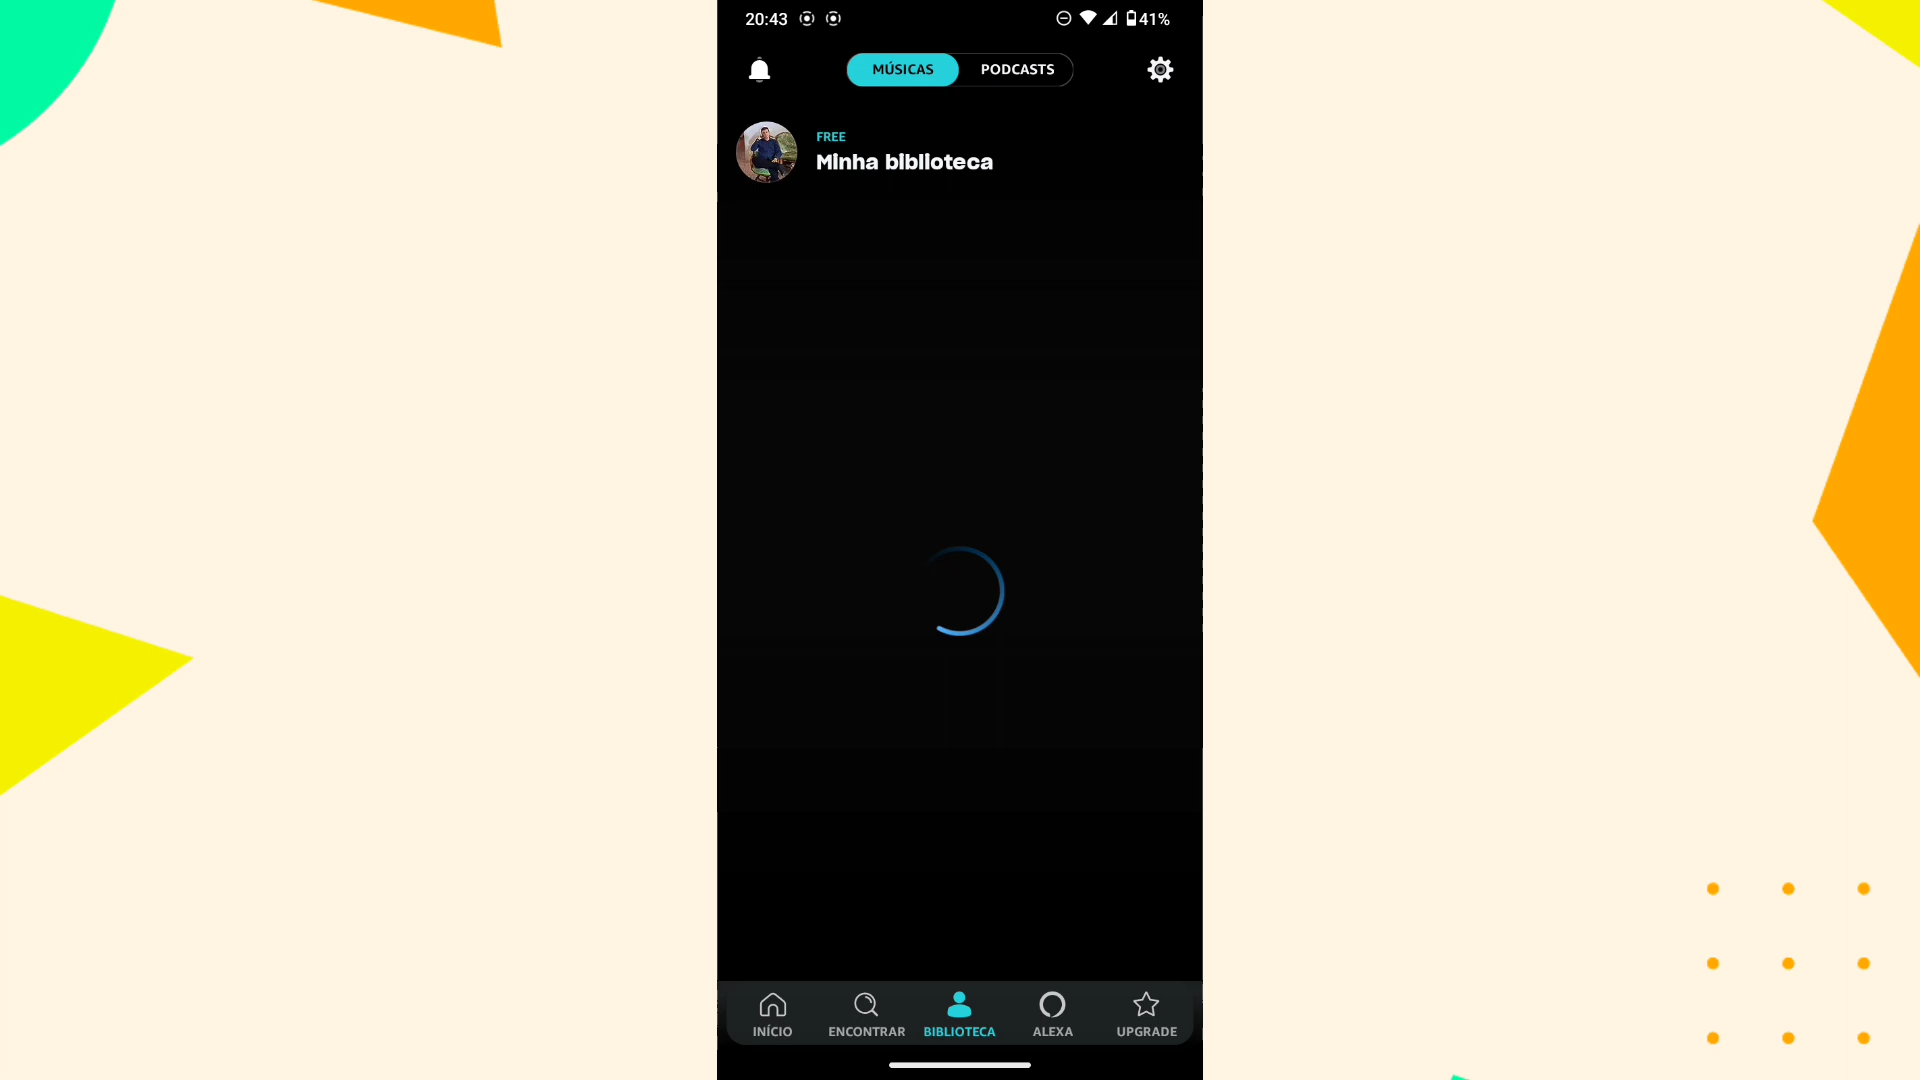 20:43 41%
MÚSICAS PODCASTS
FREE
Minha biblioteca
INÍCIO ENCONTRAR BIBLIOTECA ALEXA UPGRADE